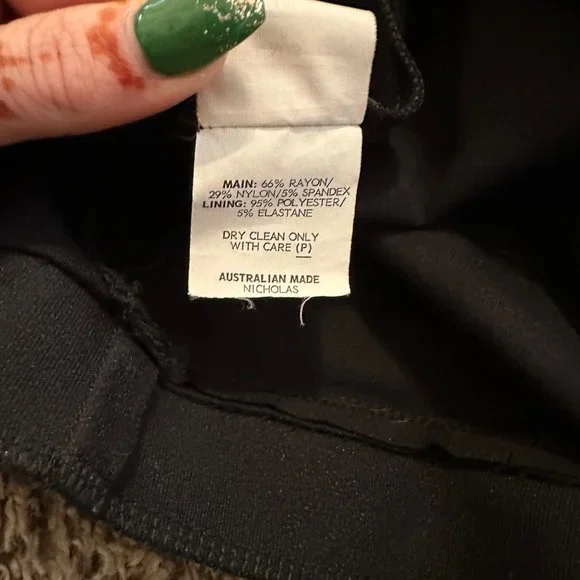 MAIN: 66% RAYON/
29% NYLON/5% SPANDEX
LINING: 95% POLYESTER/
5% ELASTANE
DRY CLEAN ONLY
WITH CARE (P)
AUSTRALIAN MADE
NICHOLAS